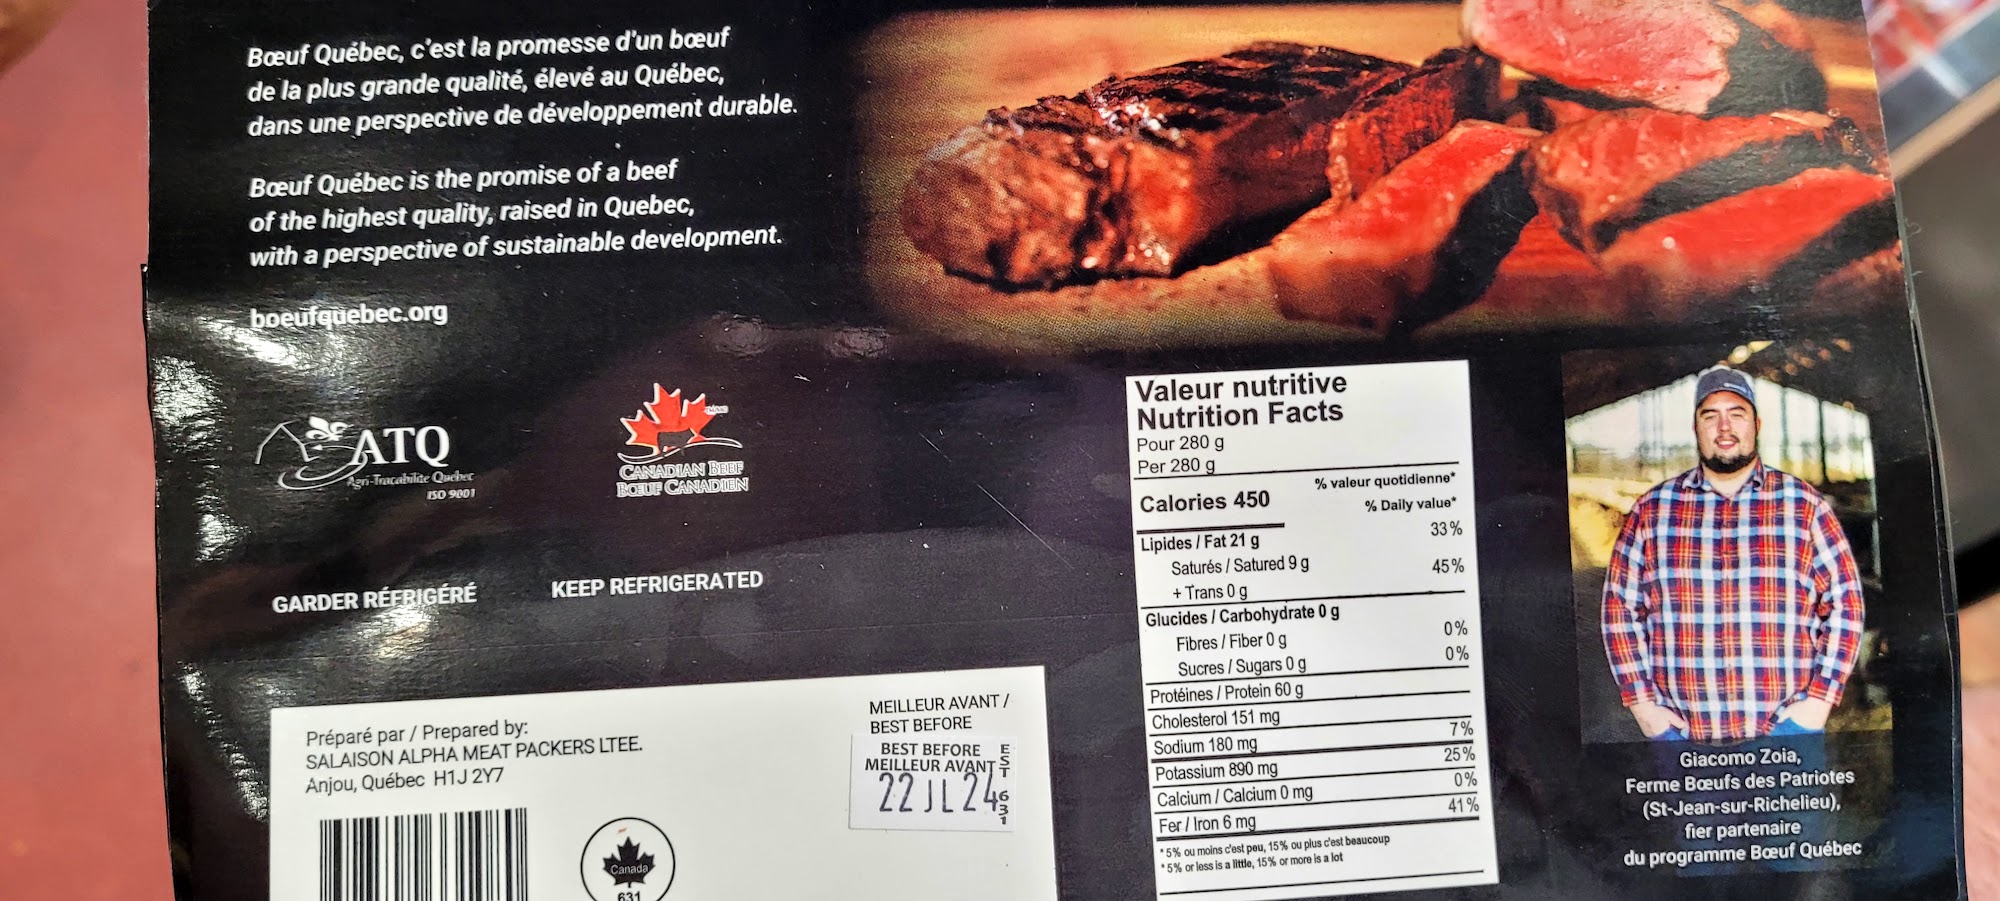 Bœuf Québec, c'est la promesse d'un bœuf
de la plus grande qualité, élevé au Québec,
dans une perspective de développement durable.
Bœuf Québec is the promise of a beef
of the highest quality, raised in Quebec,
with a perspective of sustainable development.
boeufquebec.org
ATQ
Agri-Traçabilité Québec
ISO 9001
CANADIAN BEEF
BŒUF CANADIEN
GARDER RÉFRIGÉRÉ
KEEP REFRIGERATED
Préparé par / Prepared by:
SALAISON ALPHA MEAT PACKERS LTEE.
Anjou, Québec H1J 2Y7
Canada
631
MEILLEUR AVANT /
BEST BEFORE
BEST BEFORE
MEILLEUR AVANT
22 JL 24
EST
631
Valeur nutritive
Nutrition Facts
Pour 280 g
Per 280 g
Calories 450
% valeur quotidienne*
% Daily value*
Lipides / Fat 21 g 33 %
Saturés / Satured 9 g 45 %
+ Trans 0 g
Glucides / Carbohydrate 0 g
Fibres / Fiber 0 g 0 %
Sucres / Sugars 0 g 0 %
Protéines / Protein 60 g
Cholesterol 151 mg
Sodium 180 mg 7 %
Potassium 890 mg 25 %
Calcium / Calcium 0 mg 0 %
Fer / Iron 6 mg 41 %
* 5% ou moins c'est peu, 15% ou plus c'est beaucoup
* 5% or less is a little, 15% or more is a lot
Giacomo Zoia,
Ferme Bœufs des Patriotes
(St-Jean-sur-Richelieu),
fier partenaire
du programme Bœuf Québec